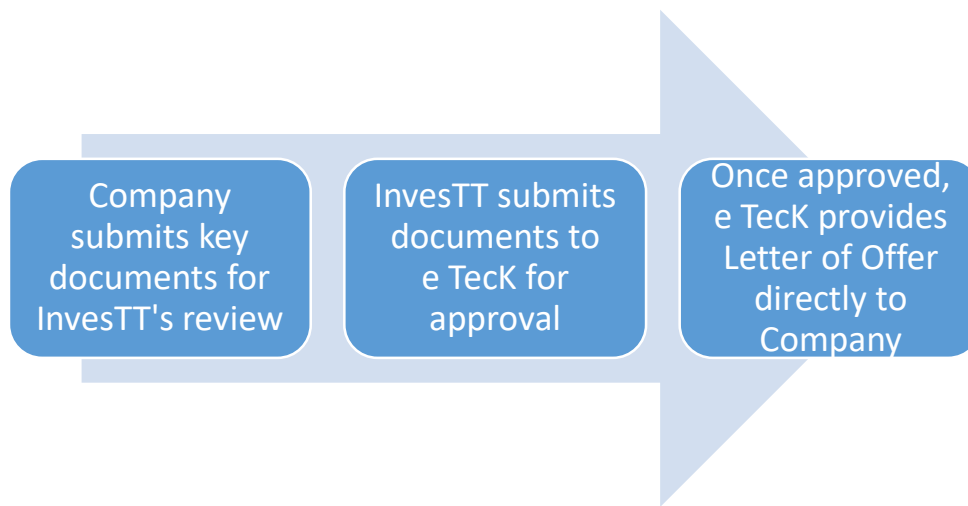 Company
submits key
documents for
InvesTT's review
InvesTT submits
documents to
e TecK for
approval
Once approved,
e TecK provides
Letter of Offer
directly to
Company